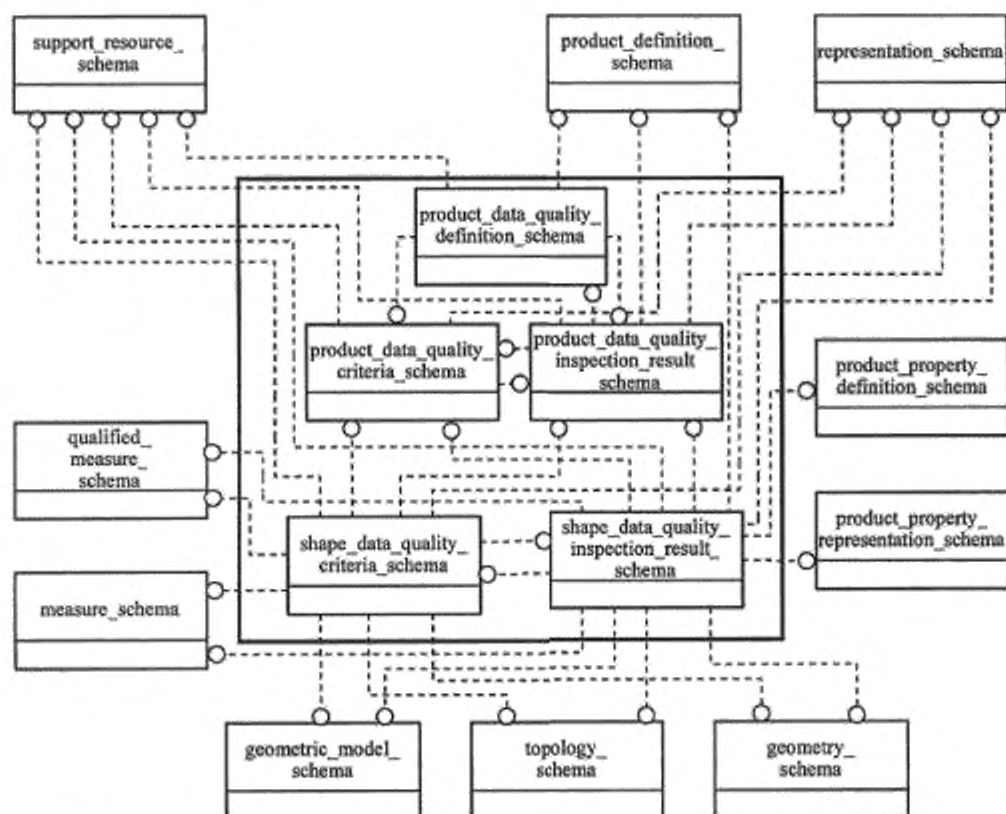 support_resource_
schema
product_definition_
schema
representation_schema
product_data_quality_
definition_schema
product_data_quality_
criteria_schema
product_data_quality_
inspection_result
schema
product_property_
definition_schema
qualified_
measure_
schema
product_property_
representation_schema
shape_data_quality_
criteria_schema
shape_data_quality_
inspection_result_
schema
measure_schema
geometric_model_
schema
topology_
schema
geometry_
schema